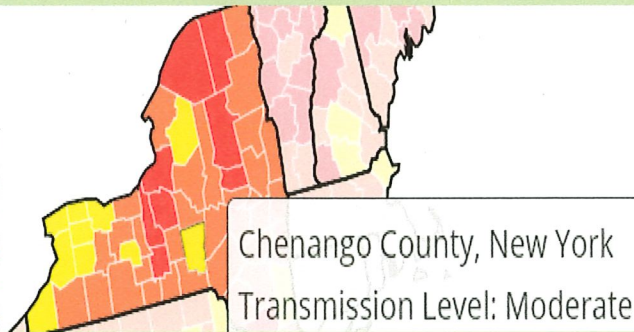 Chenango County, New York
Transmission Level: Moderate